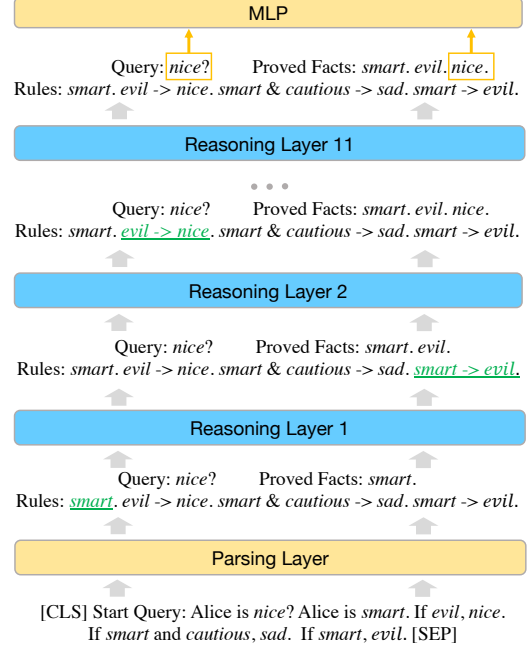 MLP
Query: nice? Proved Facts: smart. evil. nice.
Rules: smart. evil -> nice. smart & cautious -> sad. smart -> evil.
Reasoning Layer 11
Query: nice? Proved Facts: smart. evil. nice.
Rules: smart. evil -> nice. smart & cautious -> sad. smart -> evil.
Reasoning Layer 2
Query: nice? Proved Facts: smart. evil.
Rules: smart. evil -> nice. smart & cautious -> sad. smart -> evil.
Reasoning Layer 1
Query: nice? Proved Facts: smart.
Rules: smart. evil -> nice. smart & cautious -> sad. smart -> evil.
Parsing Layer
[CLS] Start Query: Alice is nice? Alice is smart. If evil, nice.
If smart and cautious, sad. If smart, evil. [SEP]